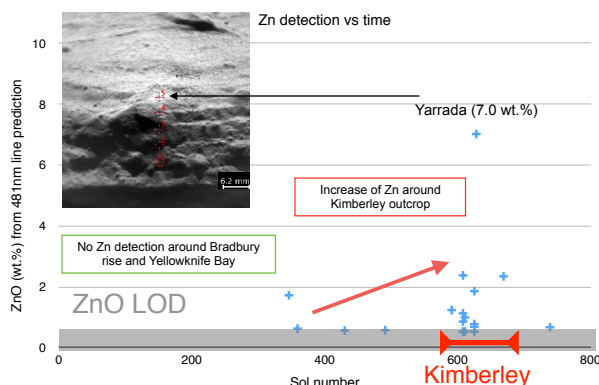 Zn detection vs time
10
8
6
4
2
0
ZnO (wt.%) from 481nm line prediction
6.2 mm
Yarrada (7.0 wt.%)
Increase of Zn around
Kimberley outcrop
No Zn detection around Bradbury
rise and Yellowknife Bay
ZnO LOD
0
200
400
600
800
Kimberley
Sol number